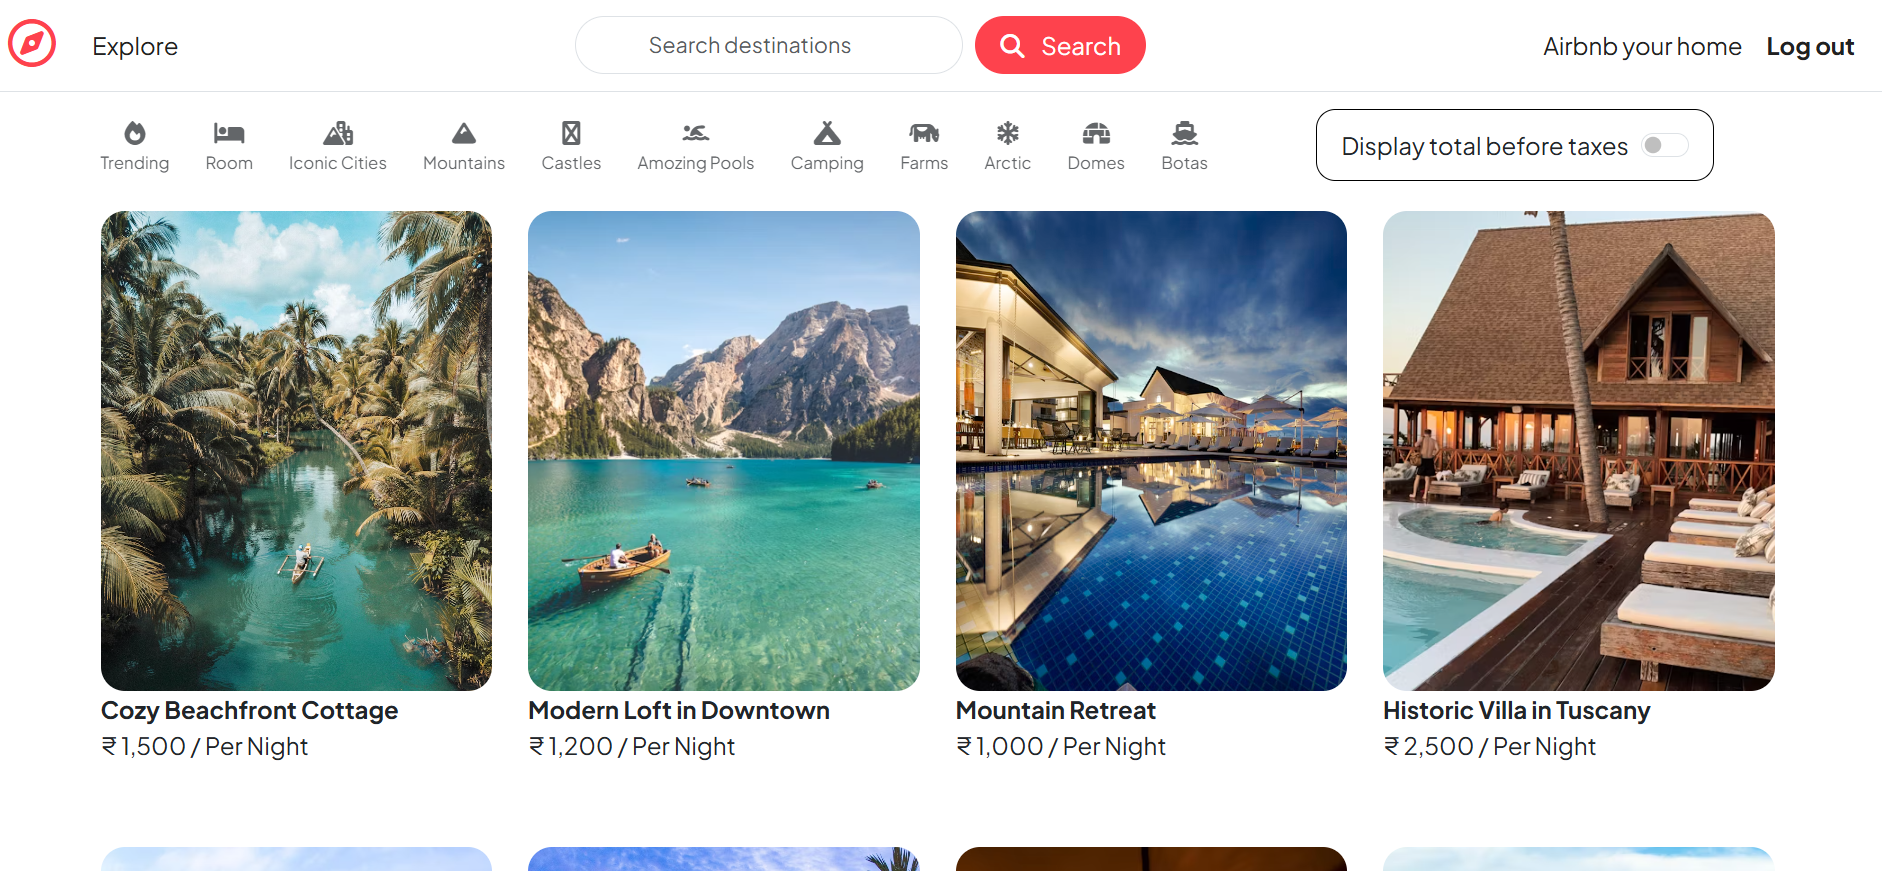 Explore
Search destinations
Search
Airbnb your home
Log out
Trending
Room
Iconic Cities
Mountains
Castles
Amozing Pools
Camping
Farms
Arctic
Domes
Botas
Display total before taxes
Cozy Beachfront Cottage
₹ 1,500 / Per Night
Modern Loft in Downtown
₹ 1,200 / Per Night
Mountain Retreat
₹ 1,000 / Per Night
Historic Villa in Tuscany
₹ 2,500 / Per Night